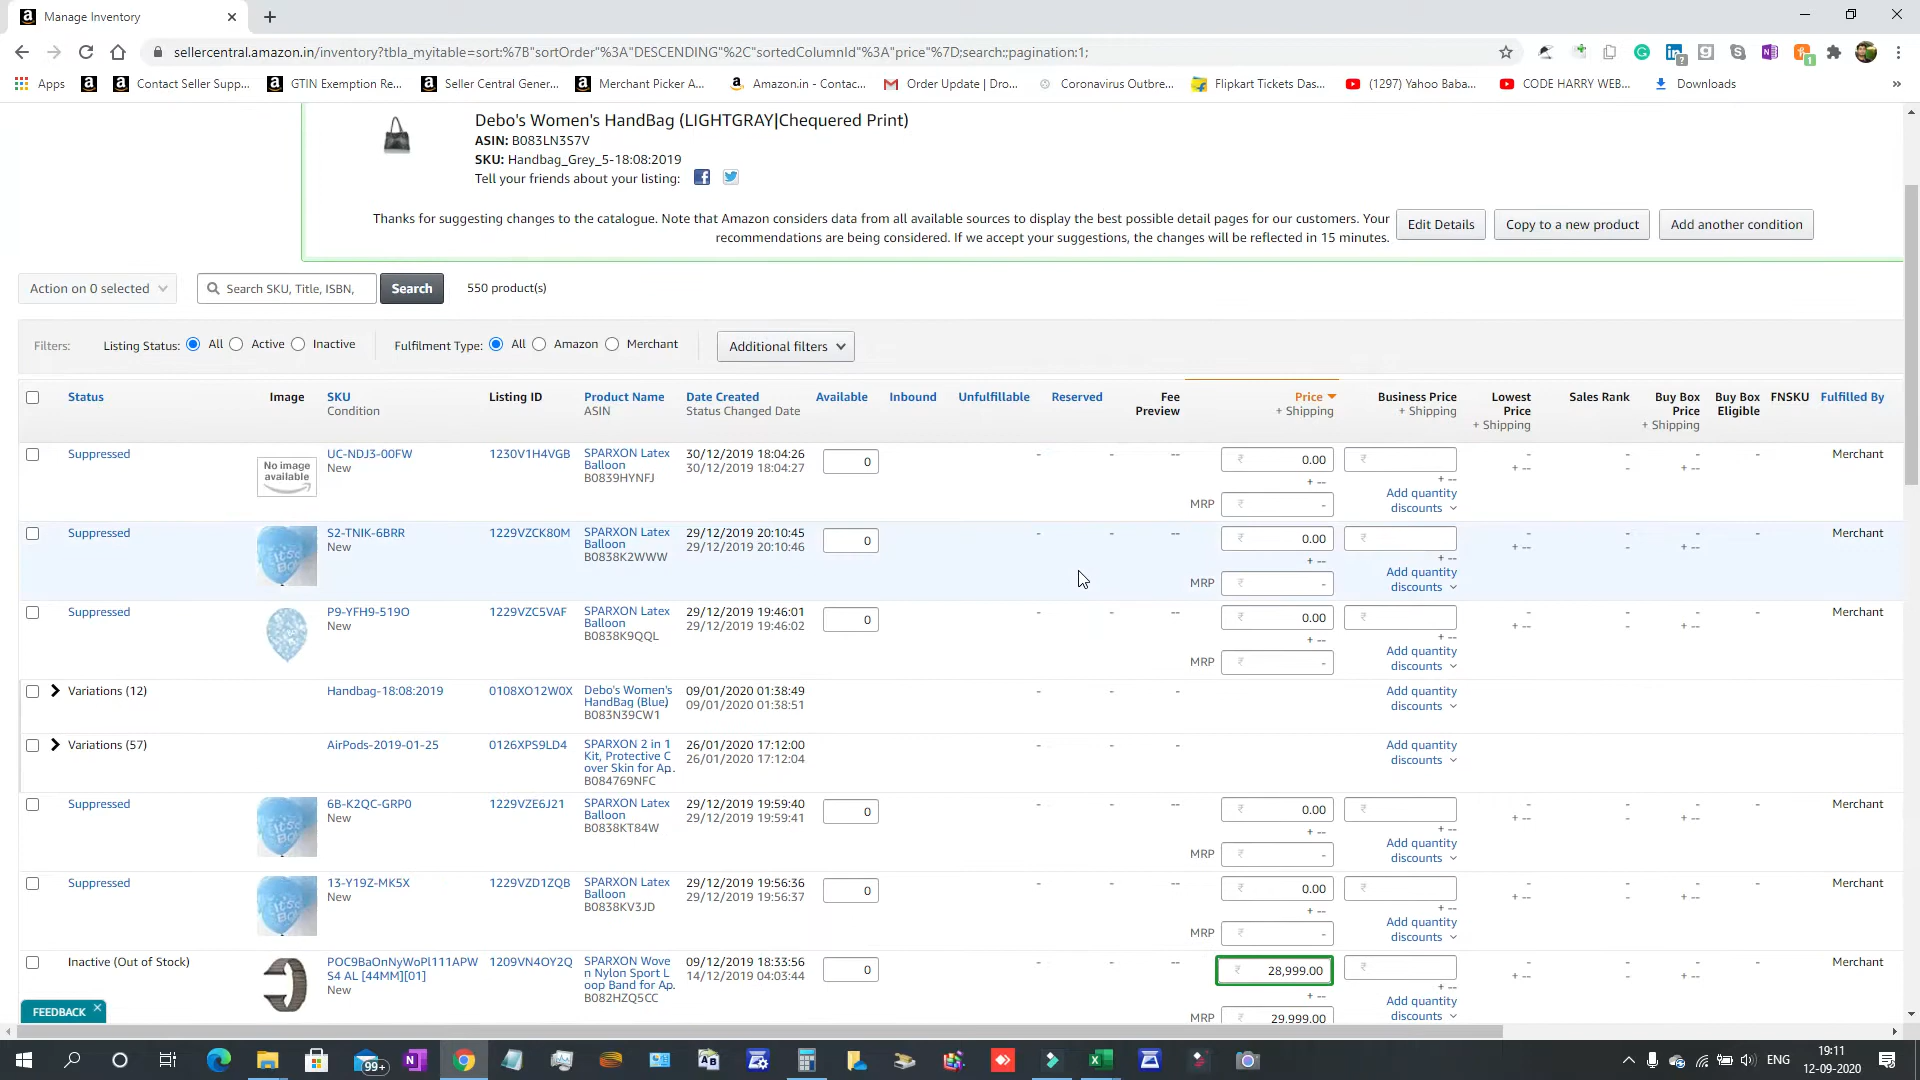 Manage Inventory
sellercentral.amazon.in/inventory?tbla_myitable=sort:%7B"sortOrder"%3A"DESCENDING"%2C"sortedColumnId"%3A"price"%7D;search:;pagination:1;
Apps Contact Seller Supp... GTIN Exemption Re... Seller Central Gener... Merchant Picker A... Amazon.in - Contac... Order Update | Dro... Coronavirus Outbre... Flipkart Tickets Das... (1297) Yahoo Baba... CODE HARRY WEB... Downloads
Debo's Women's HandBag (LIGHTGRAY|Chequered Print)
ASIN: B083LN3S7V
SKU: Handbag_Grey_5-18:08:2019
Tell your friends about your listing:
Thanks for suggesting changes to the catalogue. Note that Amazon considers data from all available sources to display the best possible detail pages for our customers. Your
recommendations are being considered. If we accept your suggestions, the changes will be reflected in 15 minutes.
Edit Details Copy to a new product Add another condition
Action on 0 selected Search SKU, Title, ISBN, Search 550 product(s)
Filters: Listing Status: All Active Inactive Fulfilment Type: All Amazon Merchant Additional filters
Status Image SKU Listing ID Product Name Date Created Available Inbound Unfulfillable Reserved Fee Price Business Price Lowest Sales Rank Buy Box Buy Box FNSKU Fulfilled By
Condition ASIN Status Changed Date Preview + Shipping + Shipping Price Price Eligible
+ Shipping + Shipping
Suppressed UC-NDJ3-00FW 1230V1H4VGB SPARXON Latex 30/12/2019 18:04:26 0 - - -- ₹ 0.00 ₹ - - - - Merchant
No image available New Balloon 30/12/2019 18:04:27 + -- - + --
B0839HYNFJ + -- + --
MRP ₹ - Add quantity
discounts
Suppressed S2-TNIK-6BRR 1229VZCK80M SPARXON Latex 29/12/2019 20:10:45 0 - - -- ₹ 0.00 ₹ - - - - Merchant
New Balloon 29/12/2019 20:10:46 + -- - + --
B0838K2WWW + -- + --
MRP ₹ - Add quantity
discounts
Suppressed P9-YFH9-519O 1229VZC5VAF SPARXON Latex 29/12/2019 19:46:01 0 - - -- ₹ 0.00 ₹ - - - - Merchant
New Balloon 29/12/2019 19:46:02 + -- - + --
B0838K9QQL + -- + --
MRP ₹ - Add quantity
discounts
Variations (12) Handbag-18:08:2019 0108XO12W0X Debo's Women's 09/01/2020 01:38:49 - - - Add quantity
HandBag (Blue) 09/01/2020 01:38:51 discounts
B083N39CW1
Variations (57) AirPods-2019-01-25 0126XPS9LD4 SPARXON 2 in 1 26/01/2020 17:12:00 - - - Add quantity
Kit, Protective C 26/01/2020 17:12:04 discounts
over Skin for Ap.
B084769NFC
Suppressed 6B-K2QC-GRP0 1229VZE6J21 SPARXON Latex 29/12/2019 19:59:40 0 - - -- ₹ 0.00 ₹ - - - - Merchant
New Balloon 29/12/2019 19:59:41 + -- - + --
B0838KT84W + -- + --
MRP ₹ - Add quantity
discounts
Suppressed 13-Y19Z-MK5X 1229VZD1ZQB SPARXON Latex 29/12/2019 19:56:36 0 - - -- ₹ 0.00 ₹ - - - - Merchant
New Balloon 29/12/2019 19:56:37 + -- - + --
B0838KV3JD + -- + --
MRP ₹ - Add quantity
discounts
Inactive (Out of Stock) POC9BaOnNyWoPl111APW 1209VN4OY2Q SPARXON Wove 09/12/2019 18:33:56 0 - - -- ₹ 28,999.00 ₹ - - - - Merchant
S4 AL [44MM][01] n Nylon Sport L 14/12/2019 04:03:44 + -- - + --
New oop Band for Ap.
B082HZQ5CC + -- + --
MRP ₹ 29,999.00 Add quantity
discounts
FEEDBACK
99+ ENG 19:11
12-09-2020